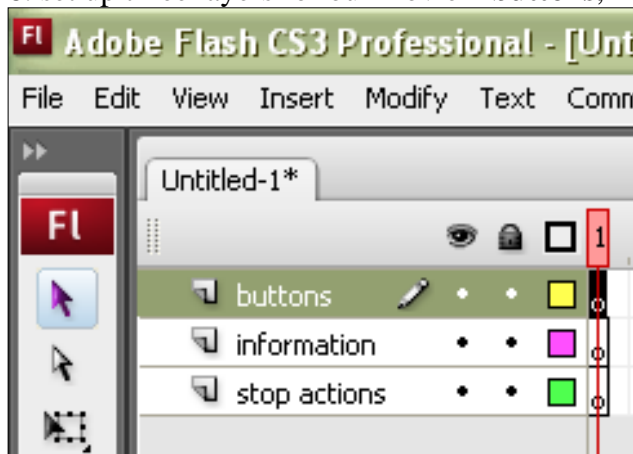 Fl Adobe Flash CS3 Professional - [Unt
File Edit View Insert Modify Text Comm
Untitled-1*
Fl
1
buttons
information
stop actions